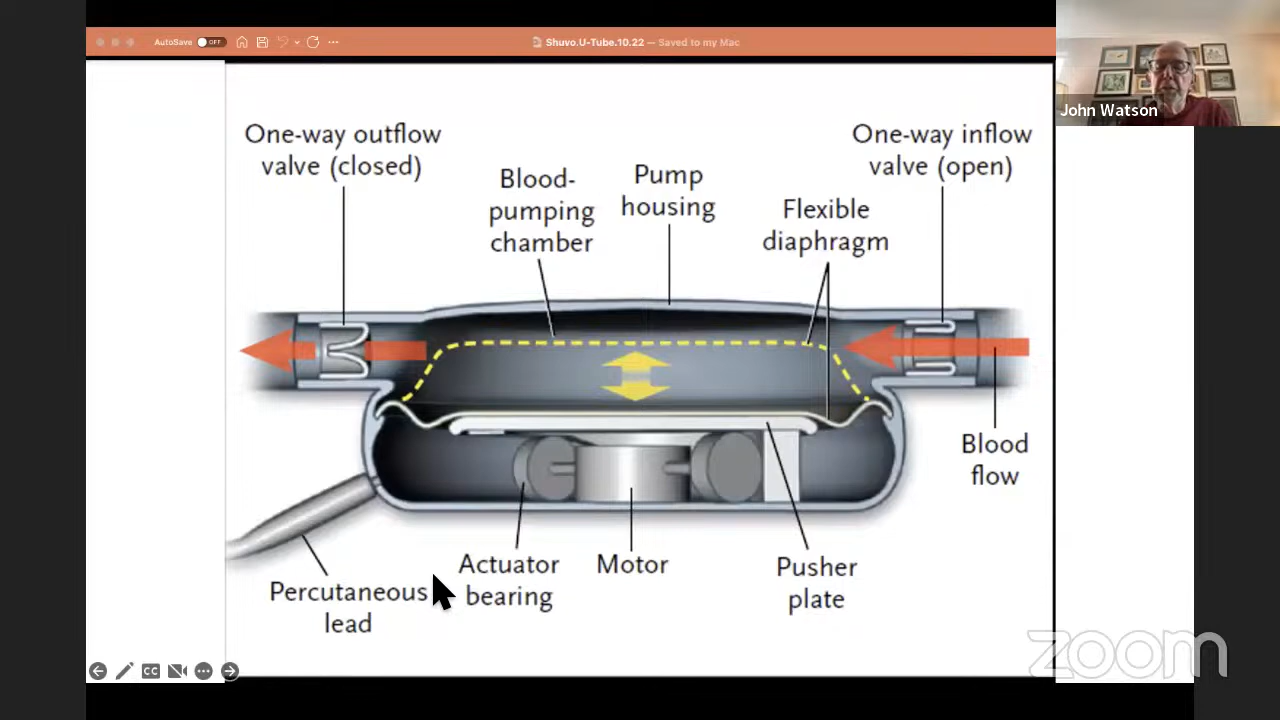 AutoSave OFF
Shuvo.U-Tube.10.22 — Saved to my Mac
John Watson
One-way outflow
valve (closed)
Blood-
pumping
chamber
Pump
housing
Flexible
diaphragm
One-way inflow
valve (open)
Blood
flow
Percutaneous
lead
Actuator
bearing
Motor
Pusher
plate
CC
zoom